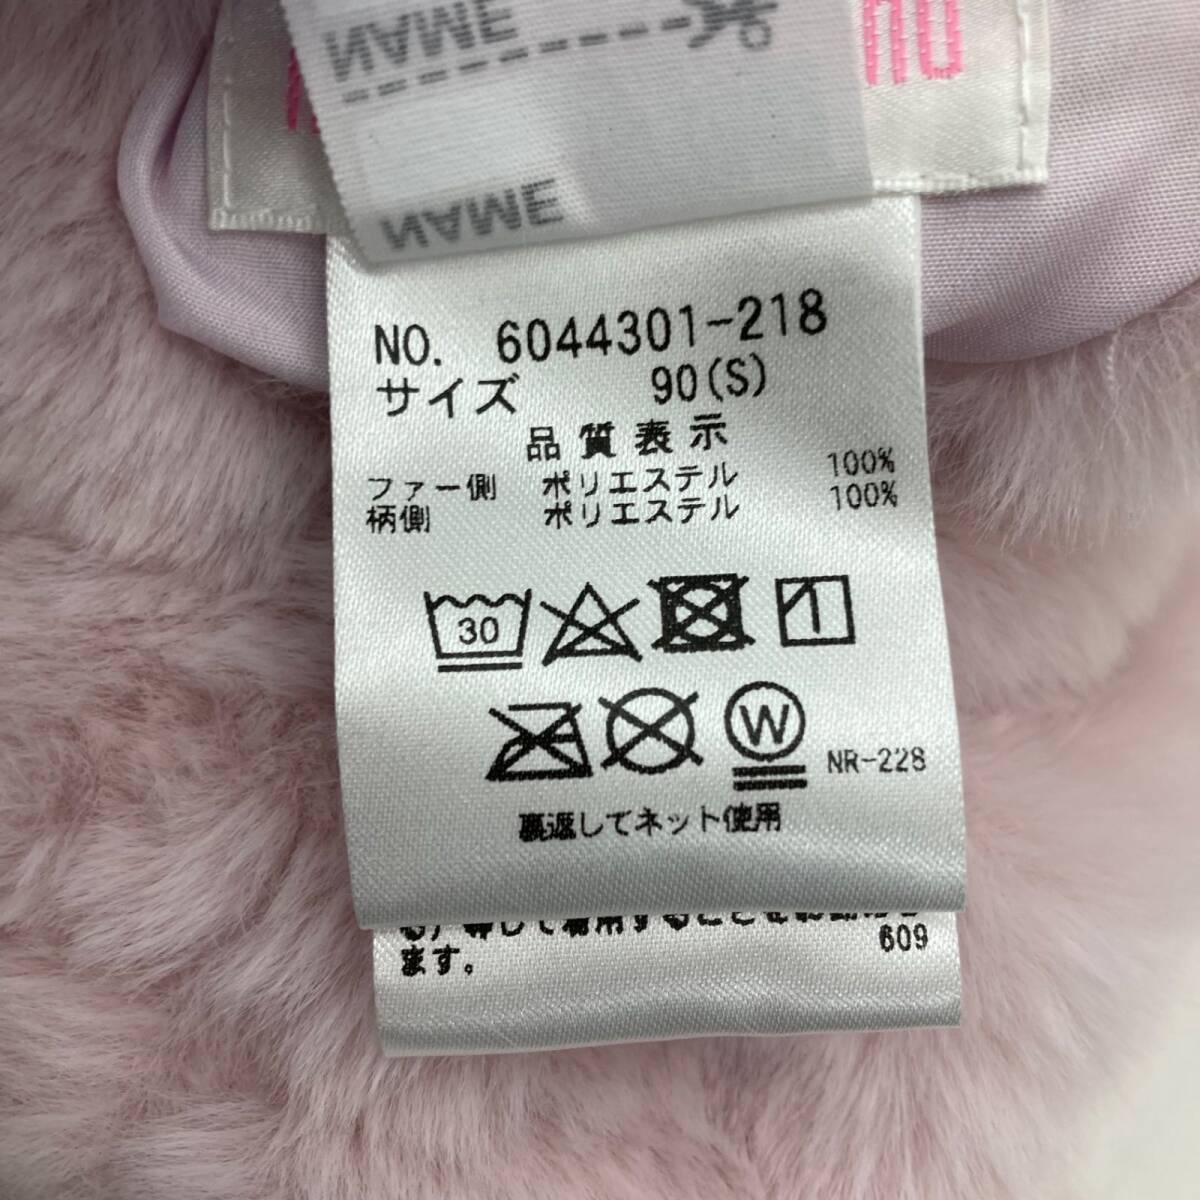 NAME
NAME
NO. 6044301-218
サイズ 90(S)
品質表示
ファー側 ポリエステル 100%
柄側 ポリエステル 100%
30
1
W
NR-228
裏返してネット使用
ます。 609